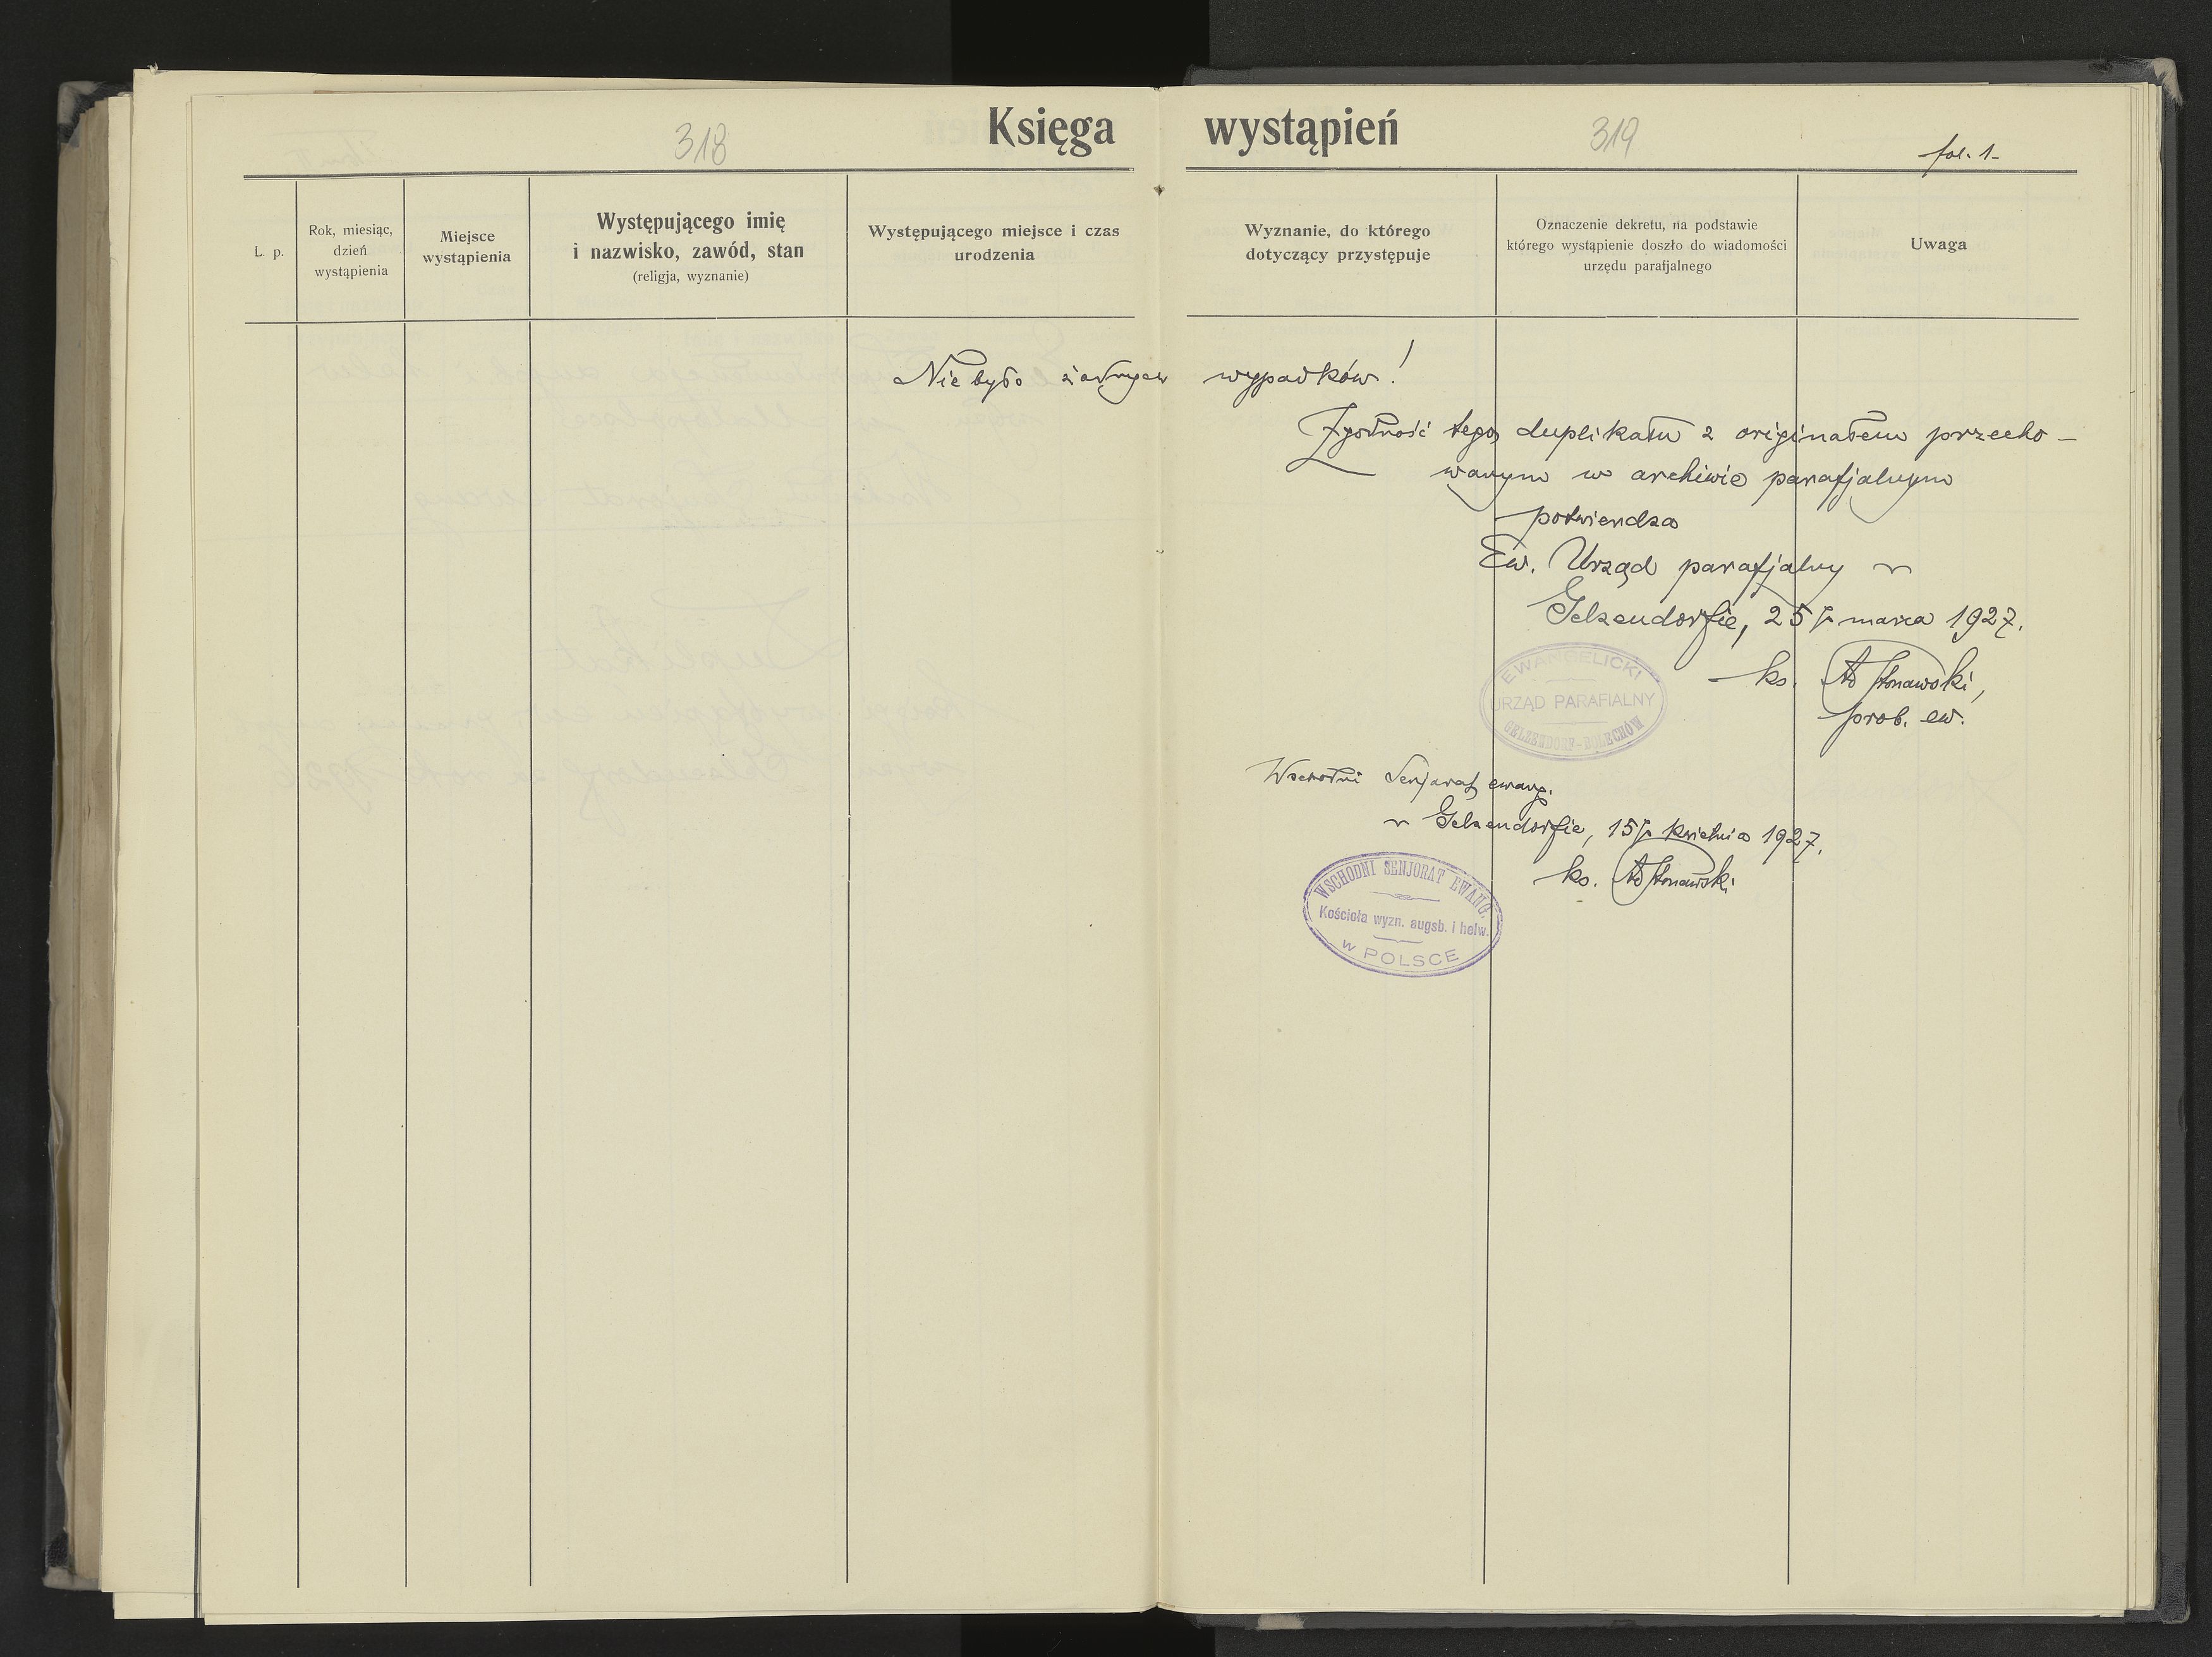 318
Księga wystąpień
319
fol. 1-
L. p.
Rok, miesiąc,
dzień
wystąpienia
Miejsce
wystąpienia
Występującego imię
i nazwisko, zawód, stan
(religja, wyznanie)
Występującego miejsce i czas
urodzenia
Wyznanie, do którego
dotyczący przystępuje
Oznaczenie dekretu, na podstawie
którego wystąpienie doszło do wiadomości
urzędu parafjalnego
Uwaga
Nie było żadnych wypadków!
Zgodność tego duplikatu z originałem przecho-
wanym w archiwie parafjalnym
potwierdza
Ew. Urząd parafjalny w
Gelsendorfie, 25 marca 1927.
ks.
prob. ew.
EWANGELICKI
URZĄD PARAFIALNY
GELZENDORF-BOLECHÓW
Wschodni Senjorat ewang.
w Gelsendorfie, 15 kwietnia 1927.
ks.
WSCHODNI SENJORAT EWANG.
Kościoła wyzn. augsb. i helw.
w POLSCE